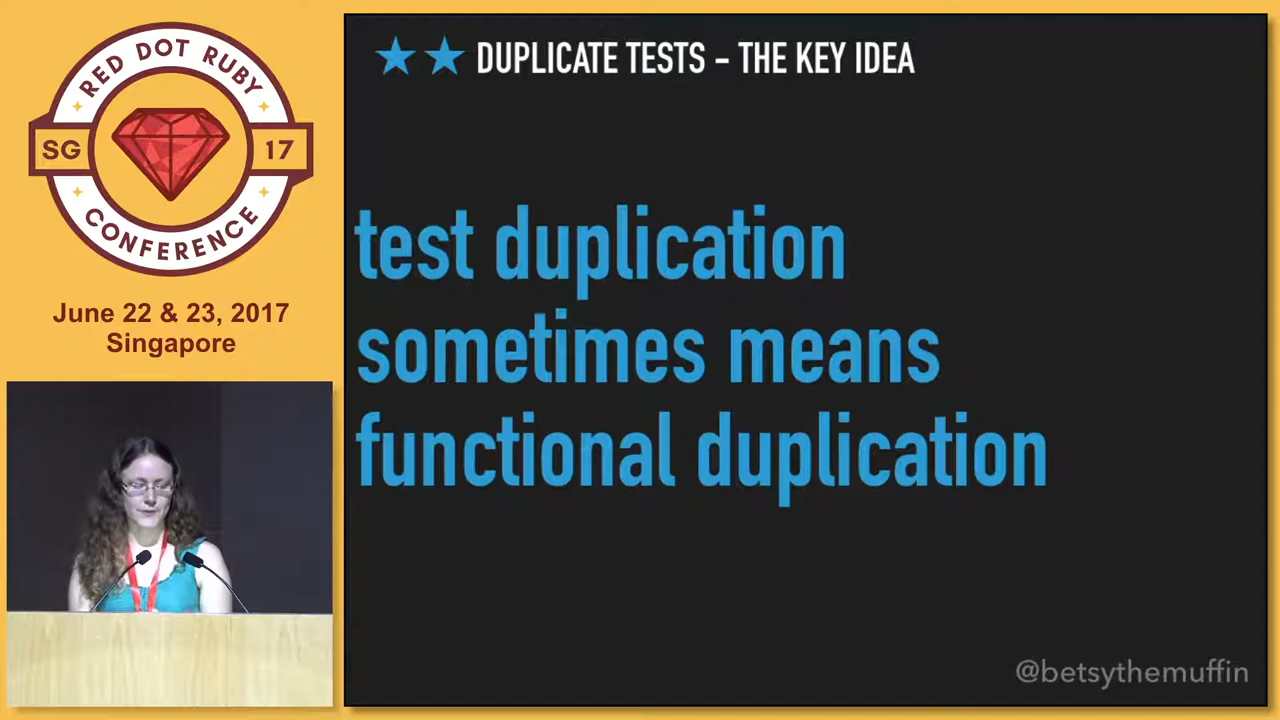 RED DOT RUBY
SG 17
CONFERENCE
June 22 & 23, 2017
Singapore
★★ DUPLICATE TESTS - THE KEY IDEA
test duplication
sometimes means
functional duplication
@betsythemuffin